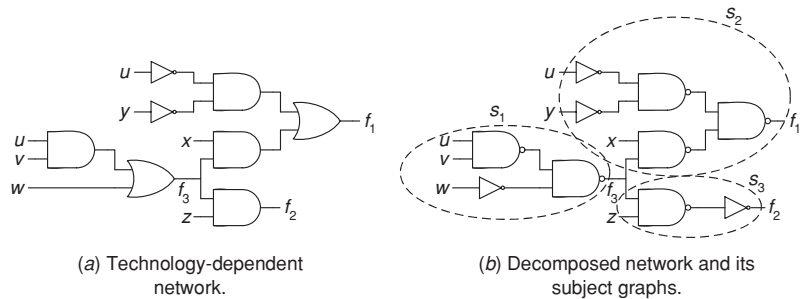 u
y
x
u
v
w
z
f3
f1
f2
(a) Technology-dependent
network.
s1
s2
s3
u
y
x
u
v
w
z
f3
f1
f2
(b) Decomposed network and its
subject graphs.